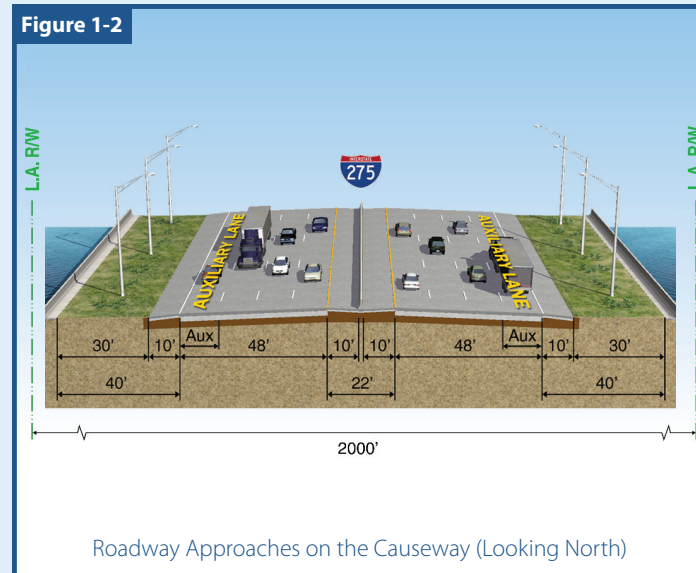 Figure 1-2
L.A. R/W
L.A. R/W
INTERSTATE
275
AUXILIARY LANE
AUXILIARY LANE
Aux
Aux
30'
10'
48'
10'
10'
48'
10'
30'
40'
22'
40'
2000'
Roadway Approaches on the Causeway (Looking North)